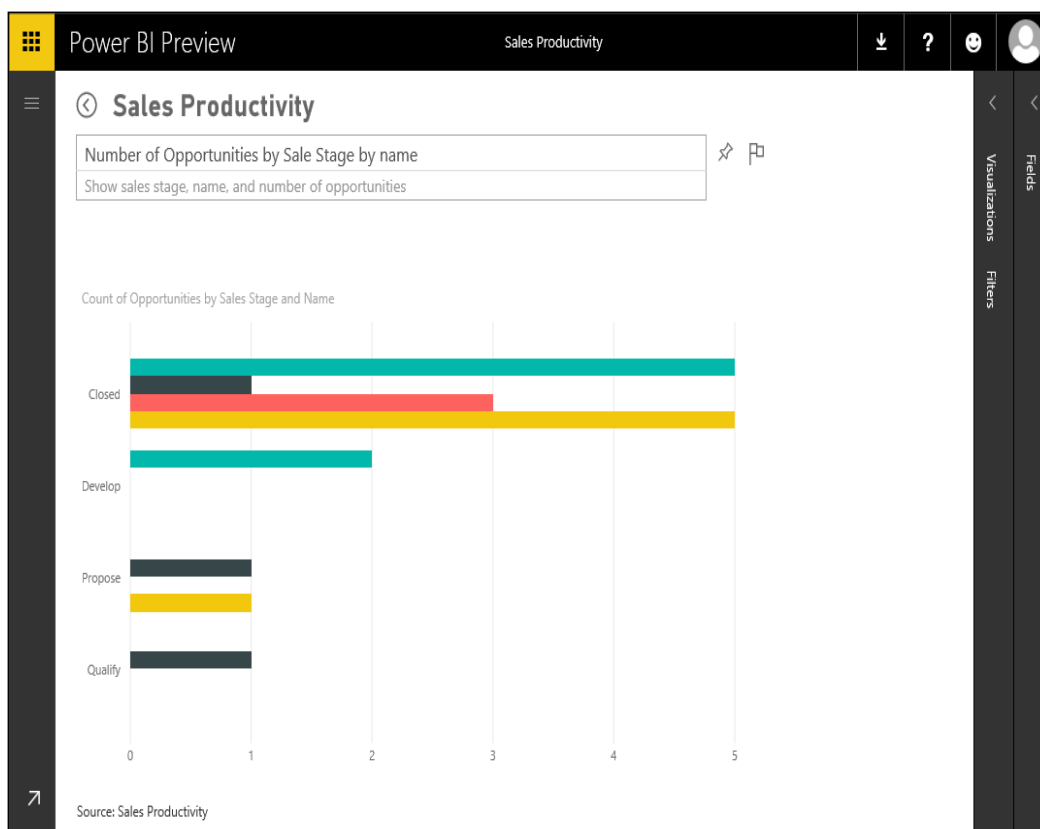 Power BI Preview
Sales Productivity
?
Sales Productivity
Number of Opportunities by Sale Stage by name
Show sales stage, name, and number of opportunities
Visualizations
Filters
Fields
Count of Opportunities by Sales Stage and Name
Closed
Develop
Propose
Qualify
0 1 2 3 4 5
Source: Sales Productivity